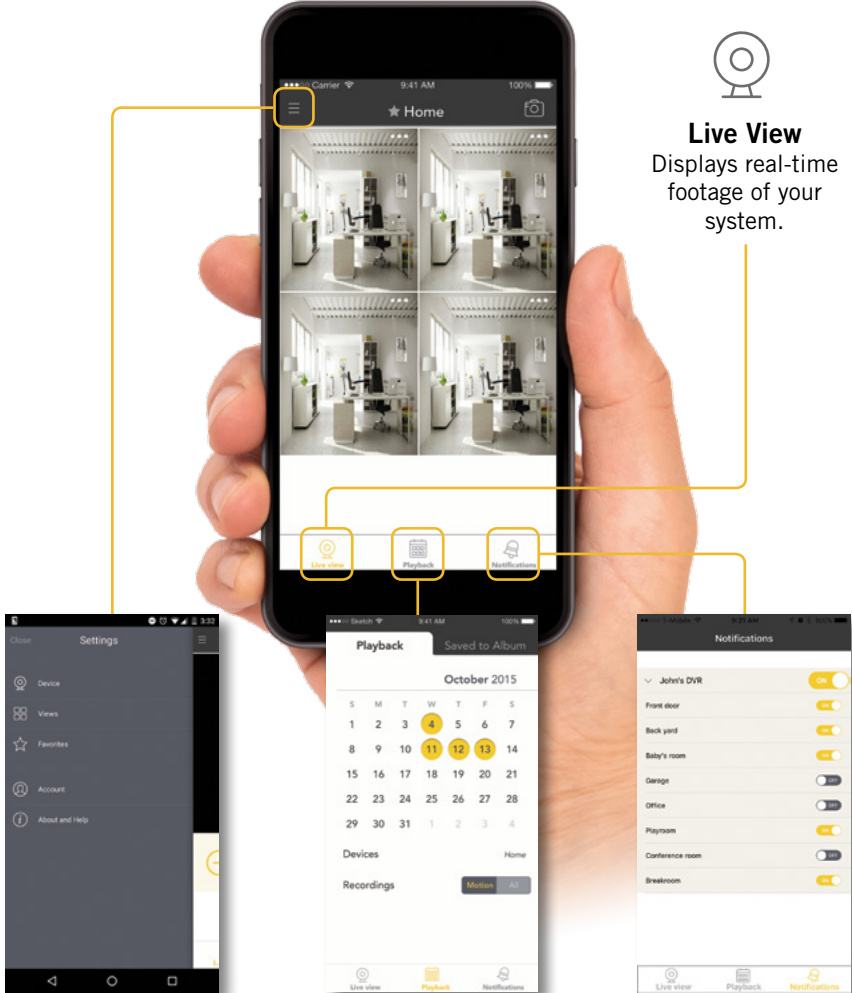 Carrier 9:41 AM 100%
★ Home
Live View
Displays real-time
footage of your
system.
Live view Playback Notifications
3:32
Close Settings
Device
Views
Favorites
Account
About and Help
Sketch 9:41 AM 100%
Playback Saved to Album
October 2015
S M T W T F S
1 2 3 4 5 6 7
8 9 10 11 12 13 14
15 16 17 18 19 20 21
22 23 24 25 26 27 28
29 30 31 1 2 3 4
Devices Home
Recordings Motion All
Live view Playback Notifications
T-Mobile 9:21 AM 100%
Notifications
John's DVR ON
Front door ON
Back yard ON
Baby's room ON
Garage OFF
Office OFF
Playroom ON
Conference room OFF
Breakroom ON
Live view Playback Notifications